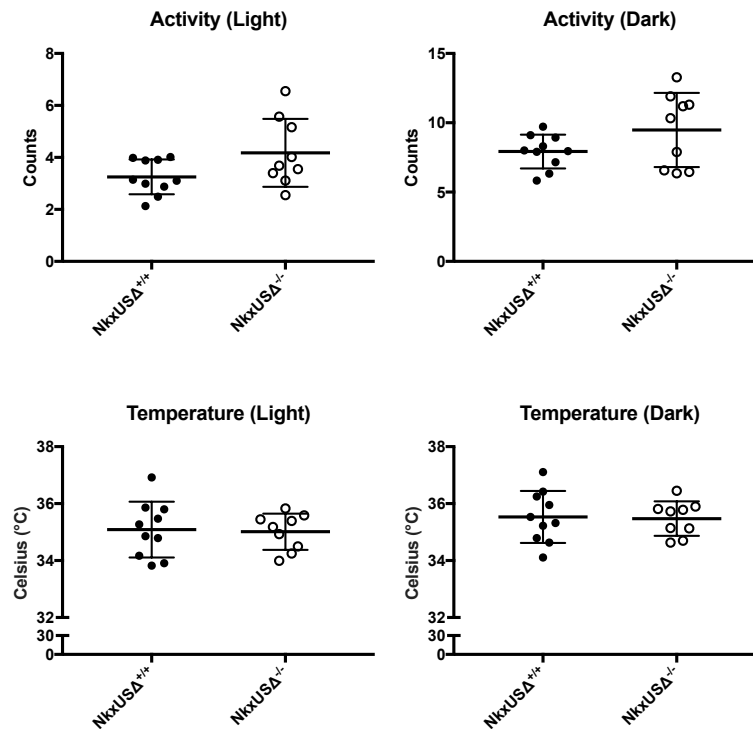 Activity (Light)
8
6
4
2
0
Counts
NkxUSΔ+/+
NkxUSΔ-/-
Activity (Dark)
15
10
5
0
Counts
NkxUSΔ+/+
NkxUSΔ-/-
Temperature (Light)
38
36
34
32
30
0
Celsius (°C)
NkxUSΔ+/+
NkxUSΔ-/-
Temperature (Dark)
38
36
34
32
30
0
Celsius (°C)
NkxUSΔ+/+
NkxUSΔ-/-